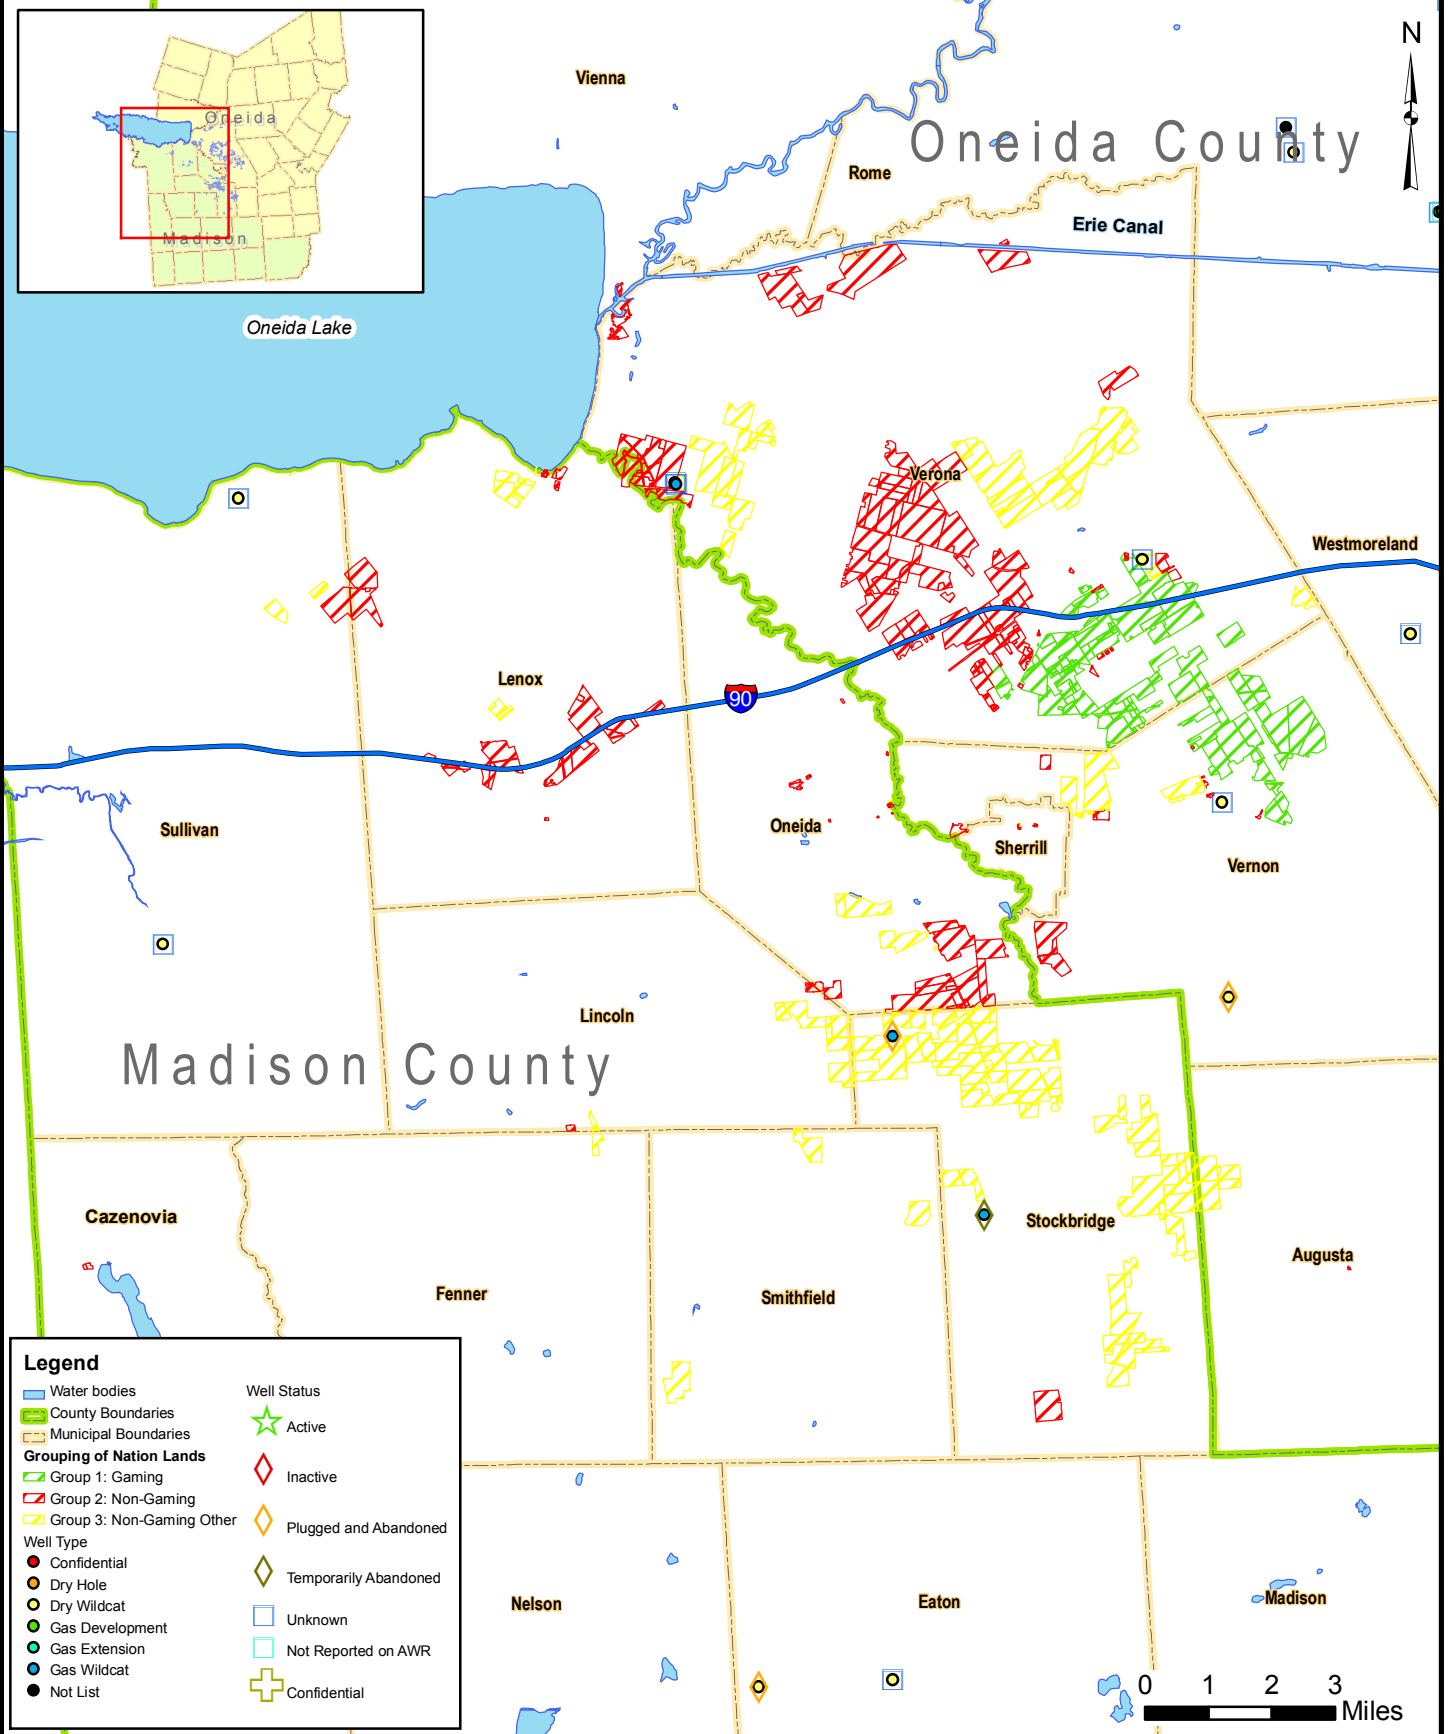 Oneida
Madison
N
Vienna
Oneida County
Rome
Erie Canal
Oneida Lake
Verona
Westmoreland
Lenox
90
Sullivan
Oneida
Sherrill
Vernon
Lincoln
Madison County
Cazenovia
Stockbridge
Augusta
Fenner
Smithfield
Nelson
Eaton
Madison
Legend
Water bodies
County Boundaries
Municipal Boundaries
Grouping of Nation Lands
Group 1: Gaming
Group 2: Non-Gaming
Group 3: Non-Gaming Other
Well Type
Confidential
Dry Hole
Dry Wildcat
Gas Development
Gas Extension
Gas Wildcat
Not List
Well Status
Active
Inactive
Plugged and Abandoned
Temporarily Abandoned
Unknown
Not Reported on AWR
Confidential
0 1 2 3
Miles